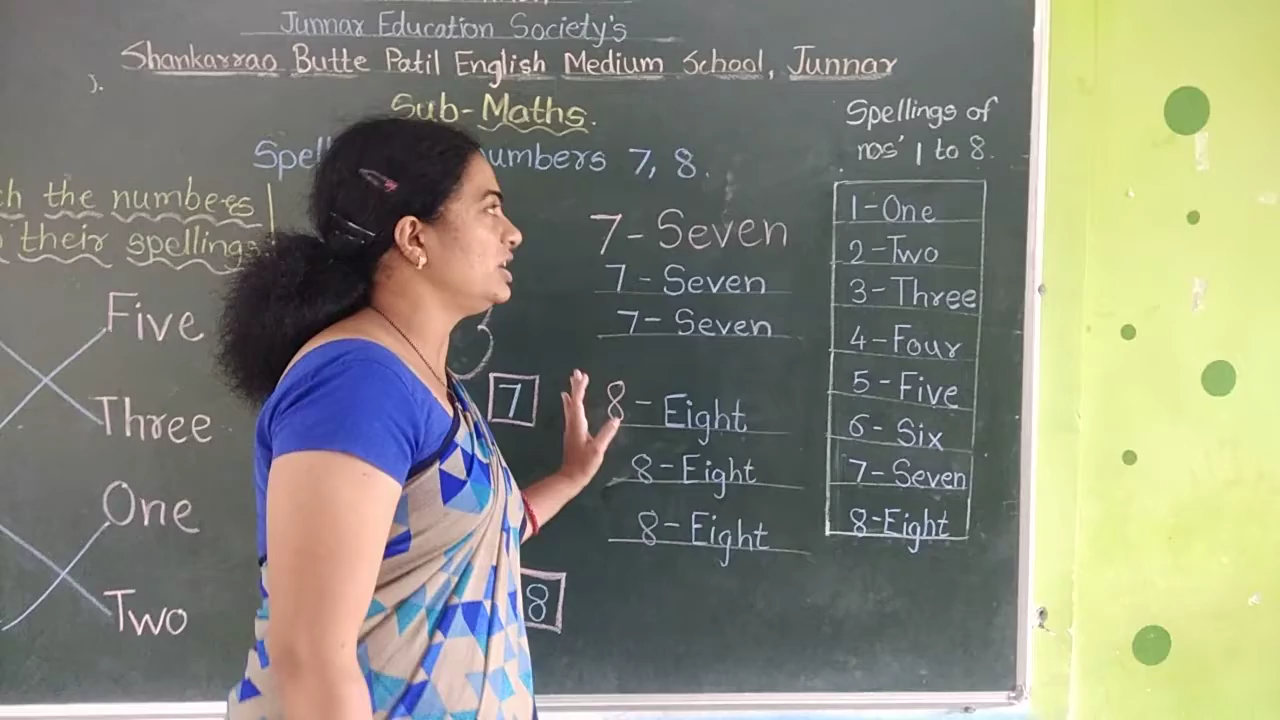 Junnar Education Society's
Shankarrao Butte Patil English Medium School, Junnar
Sub-Maths.
Spell umbers 7, 8.
ch the numbers
their spellings
Five
Three
One
Two
3
7
8
7-Seven
7-Seven
7-Seven
8-Eight
8-Eight
8-Eight
Spellings of
nos' 1 to 8.
1-One
2-Two
3-Three
4-Four
5-Five
6-Six
7-Seven
8-Eight